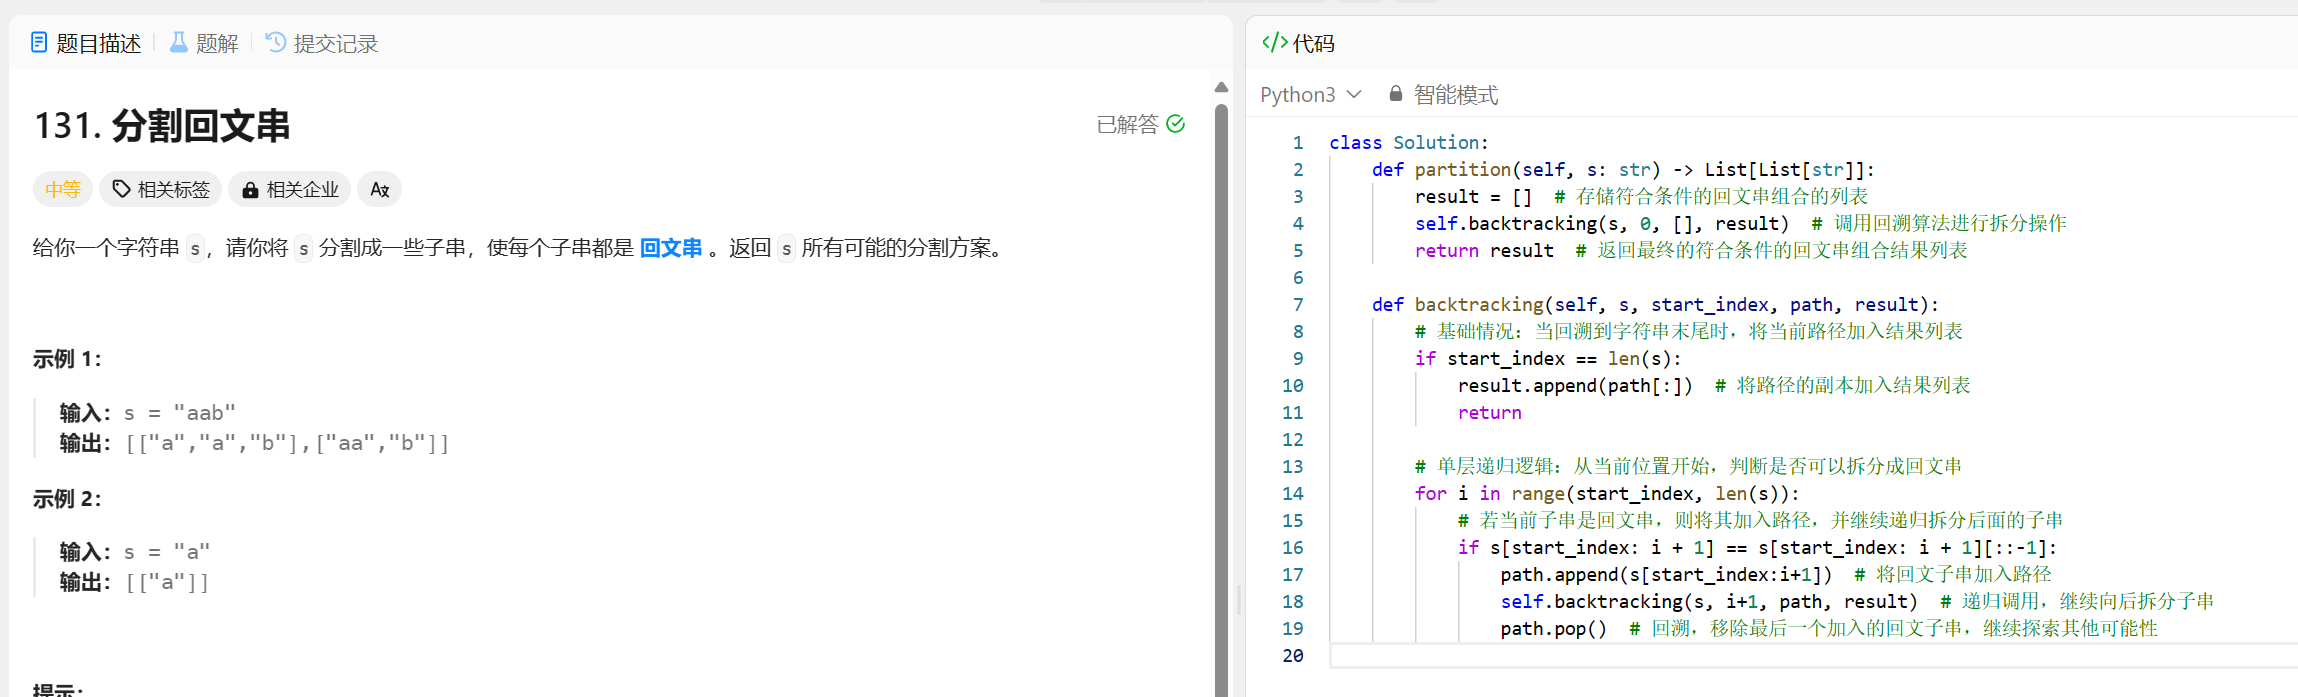 题目描述 题解 提交记录
131. 分割回文串
已解答
中等 相关标签 相关企业
给你一个字符串 s，请你将 s 分割成一些子串，使每个子串都是 回文串 。返回 s 所有可能的分割方案。
示例 1：
输入：s = "aab"
输出：[["a","a","b"],["aa","b"]]
示例 2：
输入：s = "a"
输出：[["a"]]
提示：
代码
Python3 智能模式
1 class Solution:
2     def partition(self, s: str) -> List[List[str]]:
3         result = []  # 存储符合条件的回文串组合的列表
4         self.backtracking(s, 0, [], result)  # 调用回溯算法进行拆分操作
5         return result  # 返回最终的符合条件的回文串组合结果列表
6
7     def backtracking(self, s, start_index, path, result):
8         # 基础情况：当回溯到字符串末尾时，将当前路径加入结果列表
9         if start_index == len(s):
10             result.append(path[:])  # 将路径的副本加入结果列表
11             return
12
13         # 单层递归逻辑：从当前位置开始，判断是否可以拆分成回文串
14         for i in range(start_index, len(s)):
15             # 若当前子串是回文串，则将其加入路径，并继续递归拆分后面的子串
16             if s[start_index: i + 1] == s[start_index: i + 1][::-1]:
17                 path.append(s[start_index:i+1])  # 将回文子串加入路径
18                 self.backtracking(s, i+1, path, result)  # 递归调用，继续向后拆分子串
19                 path.pop()  # 回溯，移除最后一个加入的回文子串，继续探索其他可能性
20